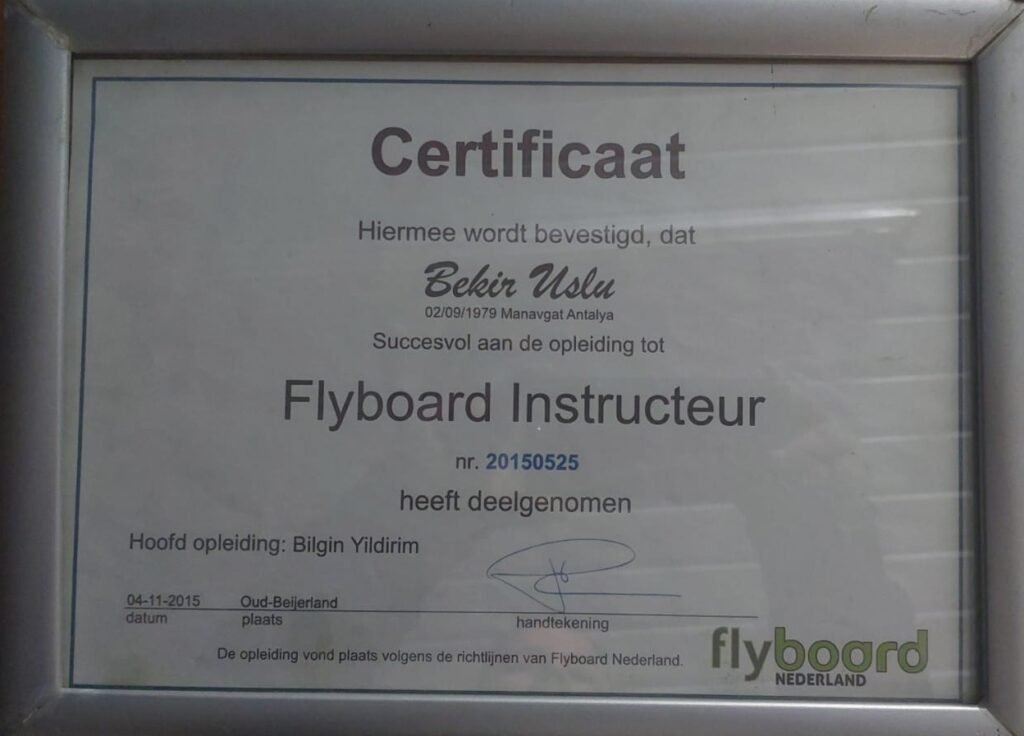 Certificaat
Hiermee wordt bevestigd, dat
Bekir Uslu
02/09/1979 Manavgat Antalya
Succesvol aan de opleiding tot
Flyboard Instructeur
nr. 20150525
heeft deelgenomen
Hoofd opleiding: Bilgin Yildirim
04-11-2015 Oud-Beijerland
datum plaats handtekening
De opleiding vond plaats volgens de richtlijnen van Flyboard Nederland.
flyboard
NEDERLAND